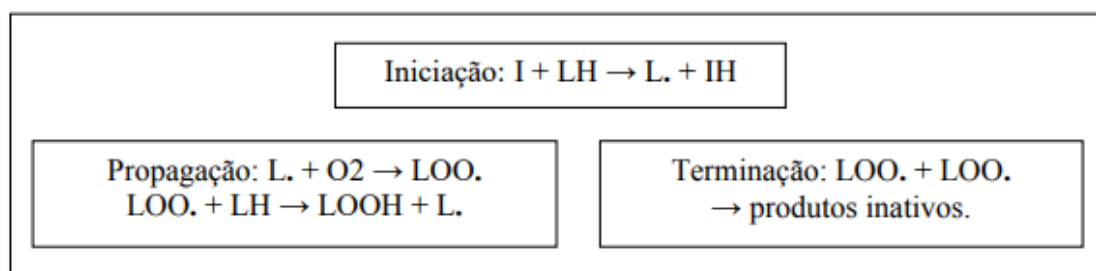 Iniciação: I + LH → L. + IH
Propagação: L. + O2 → LOO.
LOO. + LH → LOOH + L.
Terminação: LOO. + LOO.
→ produtos inativos.